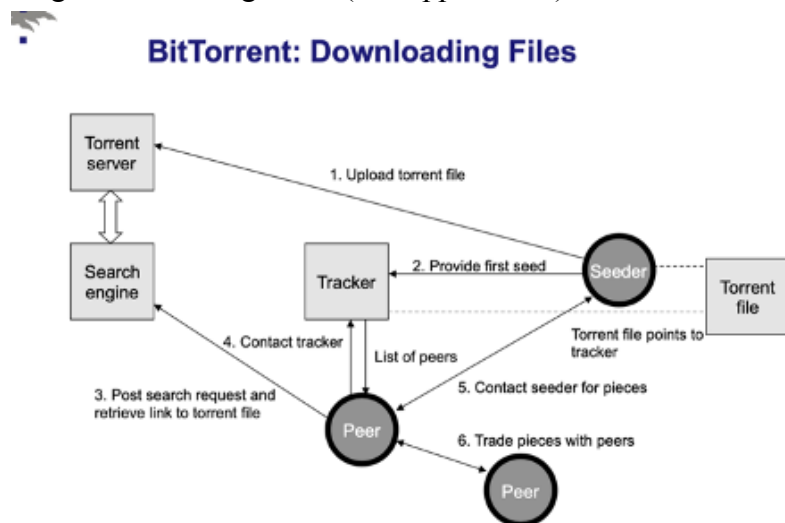 BitTorrent: Downloading Files
Torrent
server
1. Upload torrent file
Search
engine
Tracker
2. Provide first seed
Seeder
Torrent
file
4. Contact tracker
List of peers
Torrent file points to
tracker
3. Post search request and
retrieve link to torrent file
5. Contact seeder for pieces
Peer
6. Trade pieces with peers
Peer